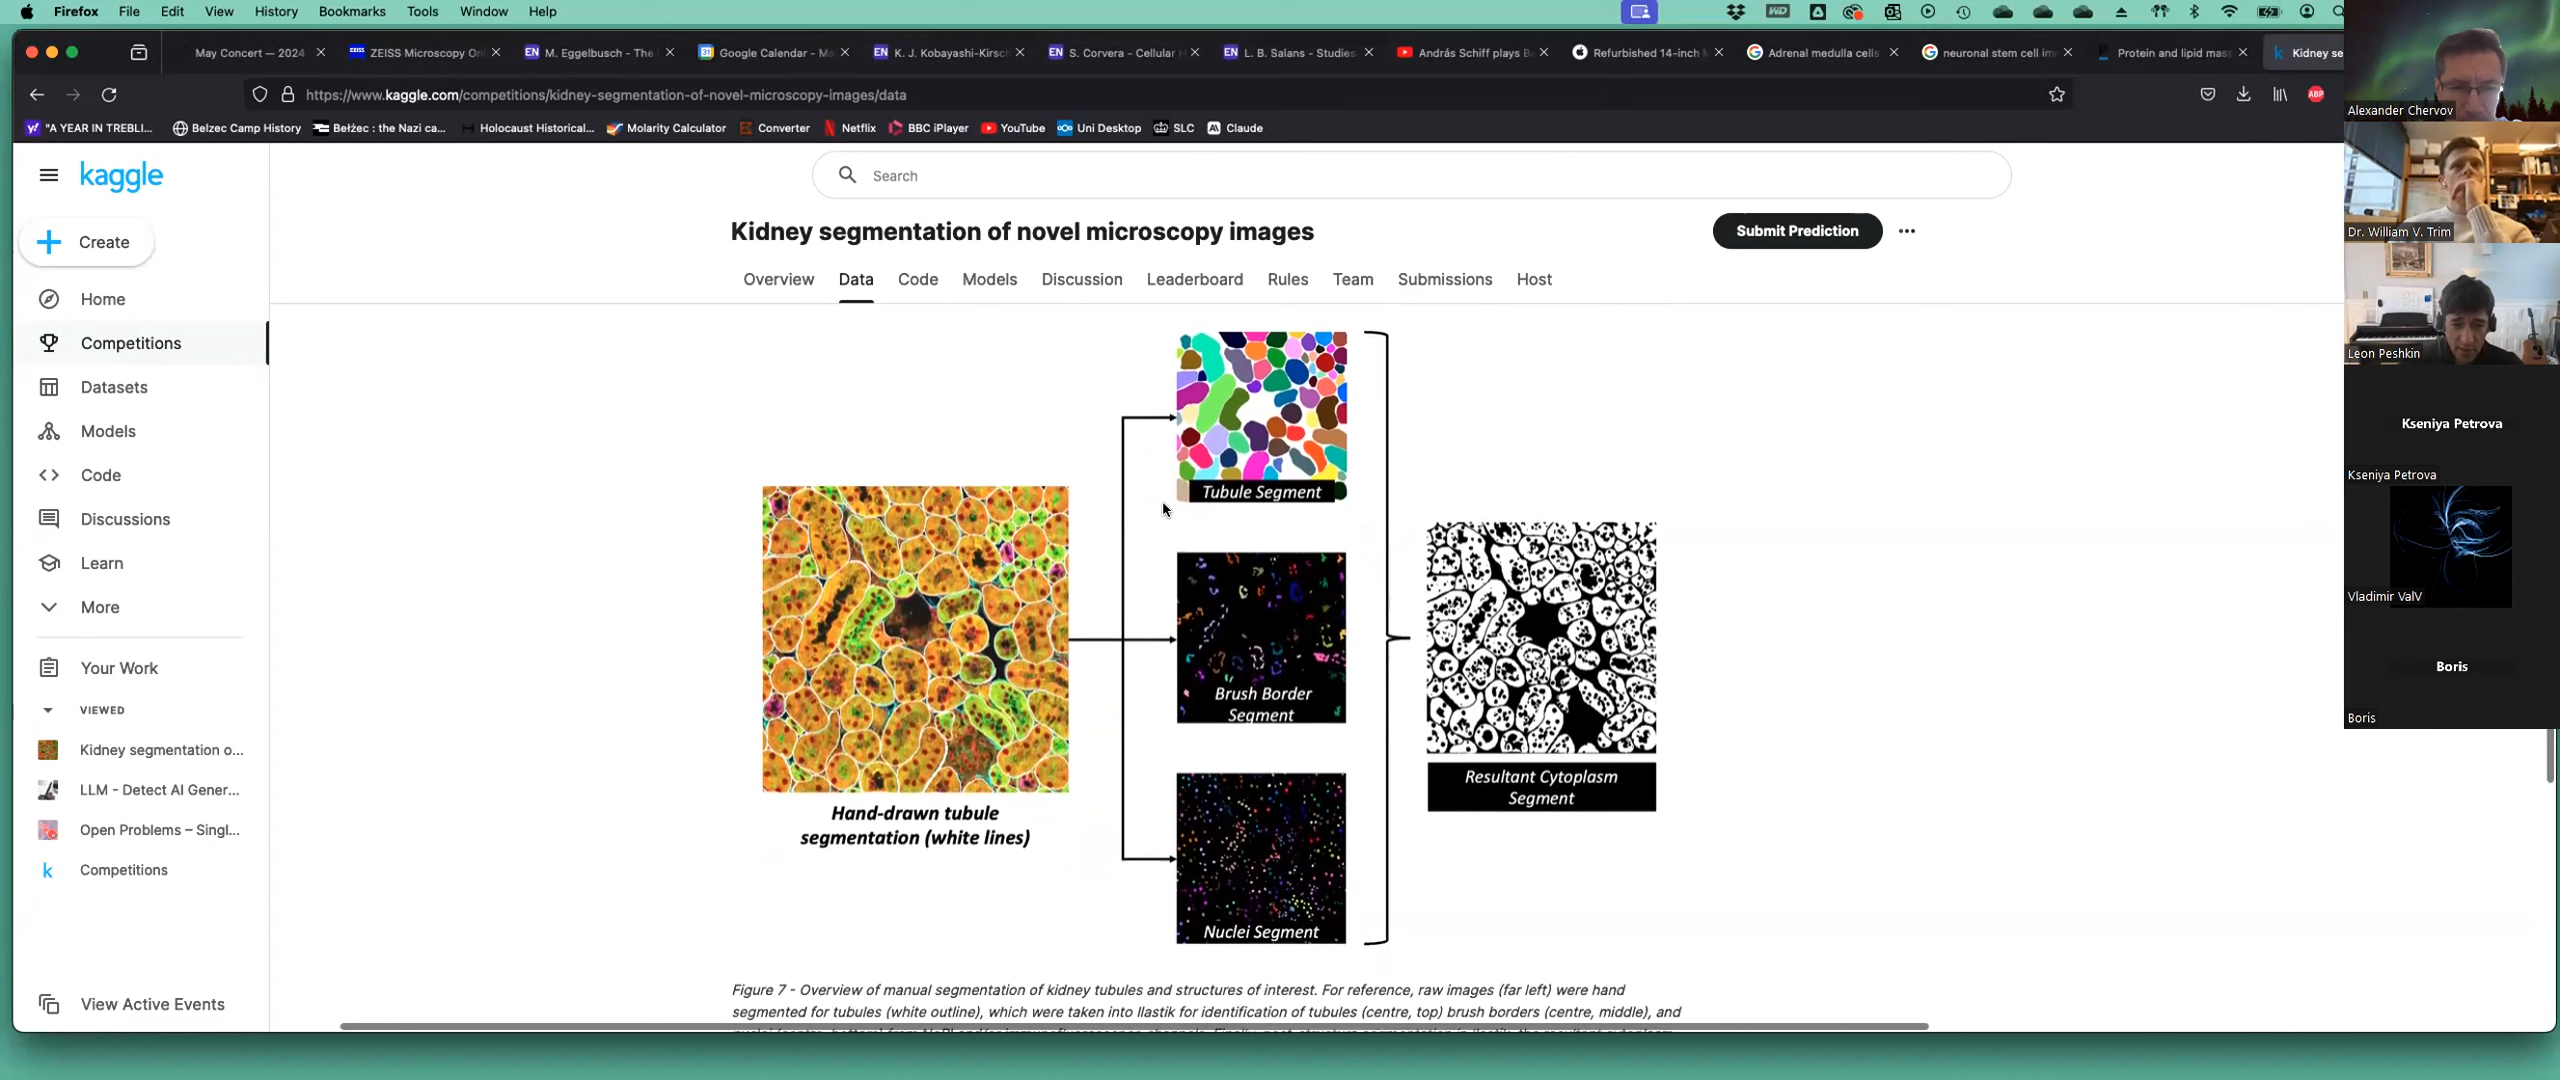 Firefox File Edit View History Bookmarks Tools Window Help
May Concert — 2024
ZEISS Microscopy On
EN M. Eggelbusch - The
Google Calendar - Ma
EN K. J. Kobayashi-Kirsc
EN S. Corvera - Cellular H
EN L. B. Salans - Studies
András Schiff plays B
Refurbished 14-inch M
Adrenal medulla cells
neuronal stem cell im
Protein and lipid mas
Kidney se
https://www.kaggle.com/competitions/kidney-segmentation-of-novel-microscopy-images/data
ABP
"A YEAR IN TREBLI...
Belzec Camp History
Bełżec : the Nazi ca...
Holocaust Historical...
Molarity Calculator
Converter
Netflix
BBC iPlayer
YouTube
Uni Desktop
SLC
Claude
kaggle
Search
Create
Home
Competitions
Datasets
Models
Code
Discussions
Learn
More
Your Work
VIEWED
Kidney segmentation o...
LLM - Detect AI Gener...
Open Problems – Singl...
Competitions
View Active Events
Kidney segmentation of novel microscopy images
Submit Prediction
Overview Data Code Models Discussion Leaderboard Rules Team Submissions Host
Hand-drawn tubule
segmentation (white lines)
Tubule Segment
Brush Border
Segment
Nuclei Segment
Resultant Cytoplasm
Segment
Figure 7 - Overview of manual segmentation of kidney tubules and structures of interest. For reference, raw images (far left) were hand
segmented for tubules (white outline), which were taken into Ilastik for identification of tubules (centre, top) brush borders (centre, middle), and
Alexander Chervov
Dr. William V. Trim
Leon Peshkin
Kseniya Petrova
Kseniya Petrova
Vladimir ValV
Boris
Boris